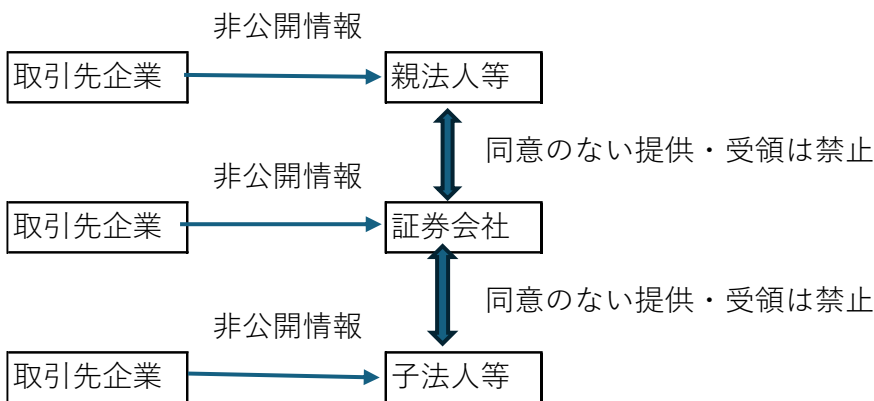 非公開情報
取引先企業
親法人等
同意のない提供・受領は禁止
非公開情報
取引先企業
証券会社
同意のない提供・受領は禁止
非公開情報
取引先企業
子法人等